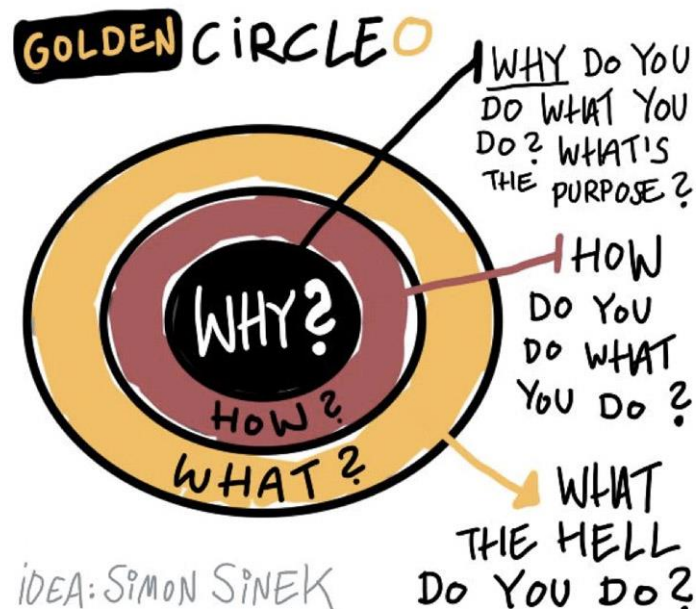 GOLDEN CiRCLE
WHY DO YOU
DO WHAT YOU
DO? WHAT'S
THE PURPOSE?
WHY?
HOW?
WHAT?
HOW
DO YOU
DO WHAT
YOU DO?
WHAT
THE HELL
DO YOU DO?
iDEA: SiMON SiNEK